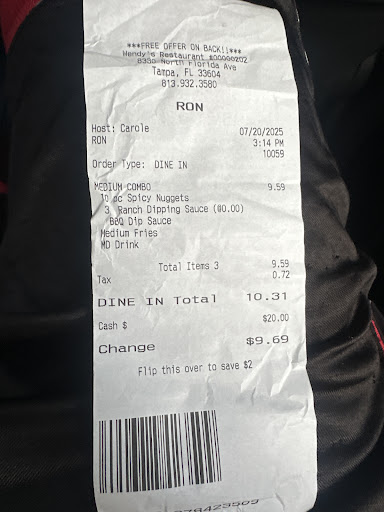 ***FREE OFFER ON BACK!!***
Wendy's Restaurant #00000202
8330 North Florida Ave
Tampa, FL 33604
813.932.3580
RON
Host: Carole 07/20/2025
RON 3:14 PM
10059
Order Type: DINE IN
MEDIUM COMBO 9.59
10 pc Spicy Nuggets
3 Ranch Dipping Sauce (@0.00)
BBQ Dip Sauce
Medium Fries
MD Drink
Total Items 3 9.59
Tax 0.72
DINE IN Total 10.31
Cash $ $20.00
Change $9.69
Flip this over to save $2